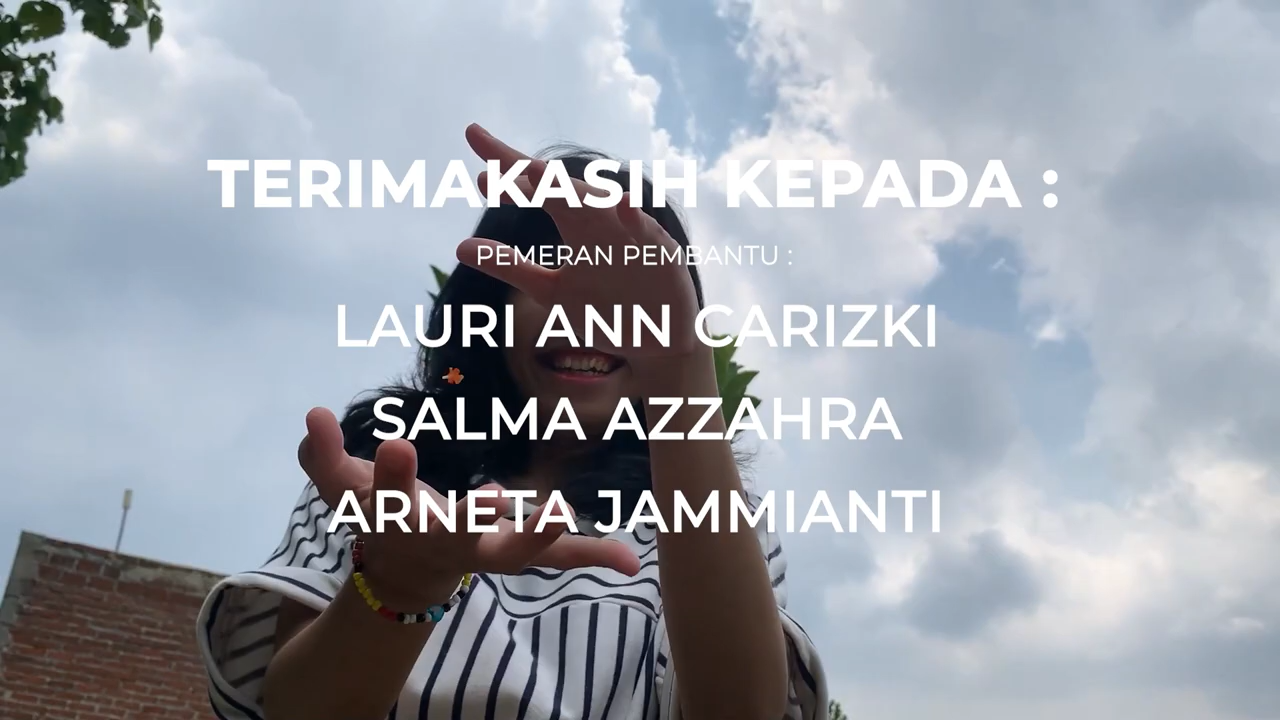 TERIMAKASIH KEPADA :
PEMERAN PEMBANTU :
LAURI ANN CARIZKI
SALMA AZZAHRA
ARNETA JAMMIANTI